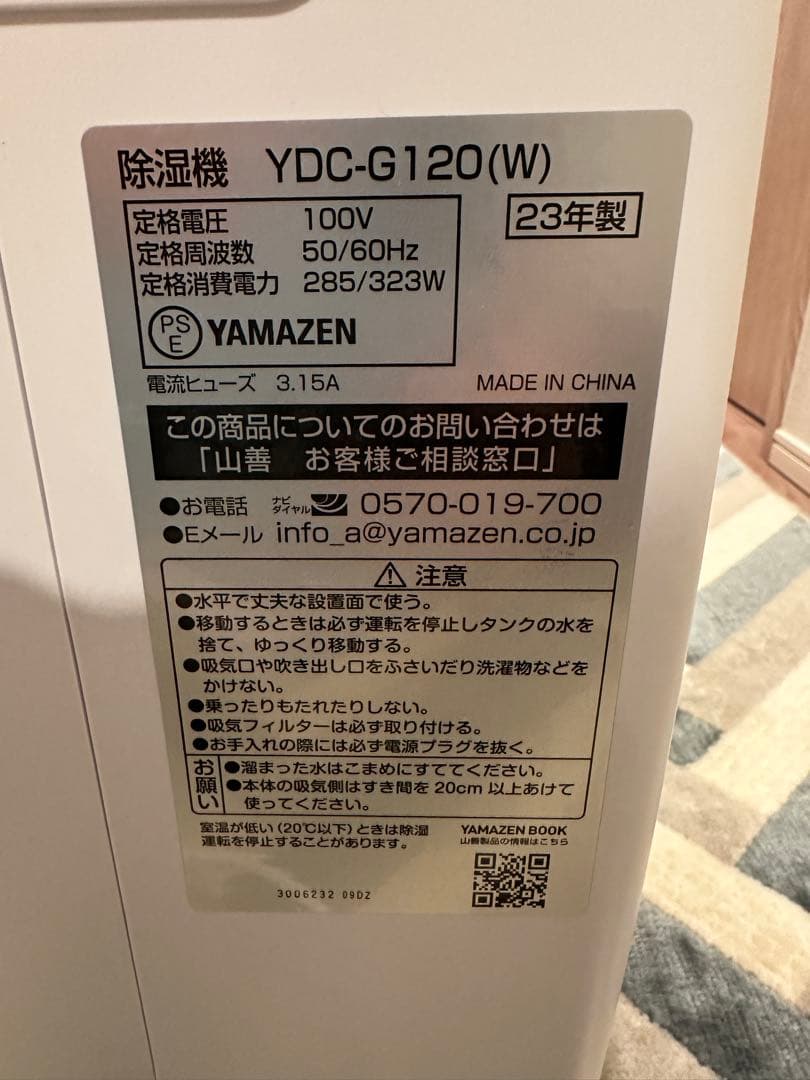 除湿機 YDC-G120(W)
定格電圧 100V
23年製
定格周波数 50/60Hz
定格消費電力 285/323W
PS
E
YAMAZEN
電流ヒューズ 3.15A MADE IN CHINA
この商品についてのお問い合わせは
「山善 お客様ご相談窓口」
●お電話 ナビダイヤル 0570-019-700
●Eメール info_a@yamazen.co.jp
⚠ 注意
●水平で丈夫な設置面で使う。
●移動するときは必ず運転を停止しタンクの水を
捨て、ゆっくり移動する。
●吸気口や吹き出し口をふさいだり洗濯物などを
かけない。
●乗ったりもたれたりしない。
●吸気フィルターは必ず取り付ける。
●お手入れの際には必ず電源プラグを抜く。
お願い
●溜まった水はこまめにすててください。
●本体の吸気側はすき間を20cm以上あけて
使ってください。
室温が低い(20℃以下)ときは除湿
運転を停止することがあります。
YAMAZEN BOOK
山善製品の情報はこちら
3006232 09DZ